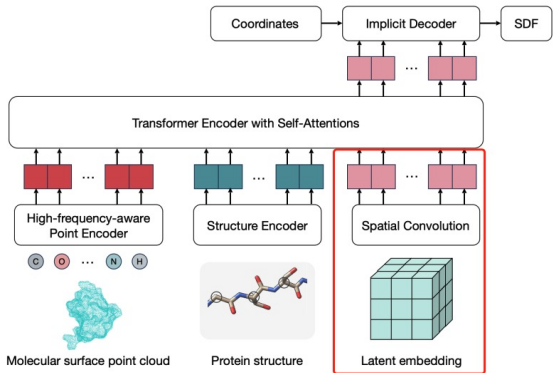 Coordinates
Implicit Decoder
SDF
...
Transformer Encoder with Self-Attentions
...
...
...
High-frequency-aware
Point Encoder
Structure Encoder
Spatial Convolution
C O ... N H
Molecular surface point cloud
Protein structure
Latent embedding